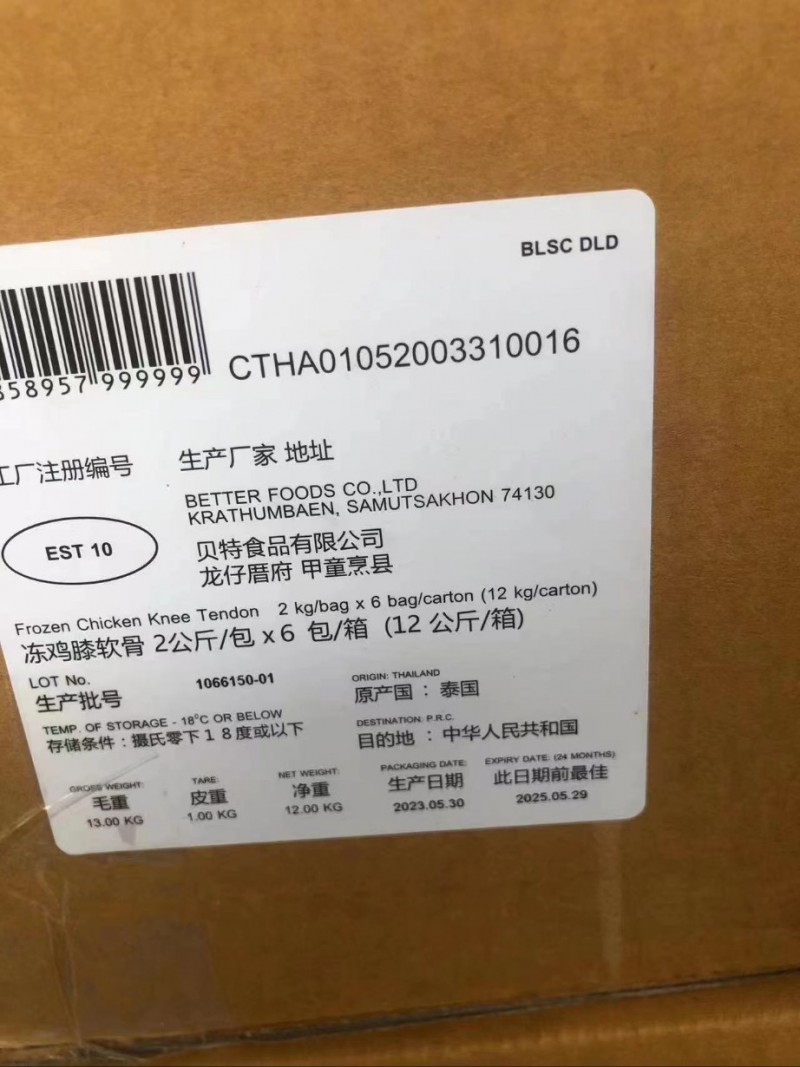 BLSC DLD
58957 999999
CTHA01052003310016
工厂注册编号
生产厂家 地址
BETTER FOODS CO.,LTD
KRATHUMBAEN, SAMUTSAKHON 74130
EST 10
贝特食品有限公司
龙仔厝府 甲童烹县
Frozen Chicken Knee Tendon 2 kg/bag x 6 bag/carton (12 kg/carton)
冻鸡膝软骨 2公斤/包 x 6 包/箱 (12 公斤/箱)
LOT No.
生产批号
1066150-01
ORIGIN: THAILAND
原产国 : 泰国
TEMP. OF STORAGE - 18°C OR BELOW
存储条件 : 摄氏零下18度或以下
DESTINATION: P.R.C.
目的地 : 中华人民共和国
GROSS WEIGHT:
毛重
13.00 KG
TARE:
皮重
1.00 KG
NET WEIGHT:
净重
12.00 KG
PACKAGING DATE:
生产日期
2023.05.30
EXPIRY DATE: (24 MONTHS)
此日期前最佳
2025.05.29